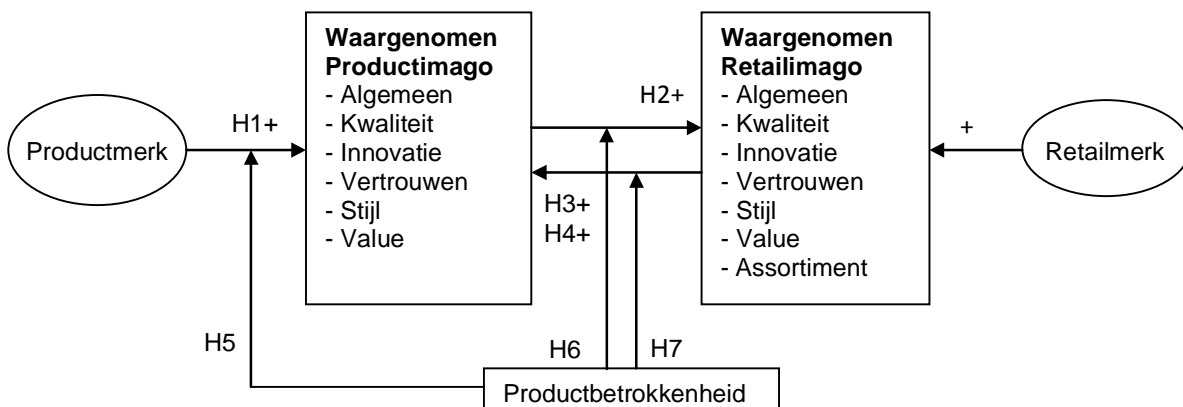 Productmerk
H1+
Waargenomen
Productimago
- Algemeen
- Kwaliteit
- Innovatie
- Vertrouwen
- Stijl
- Value
H2+
H3+
H4+
Waargenomen
Retailimago
- Algemeen
- Kwaliteit
- Innovatie
- Vertrouwen
- Stijl
- Value
- Assortiment
+
Retailmerk
H5
H6
H7
Productbetrokkenheid